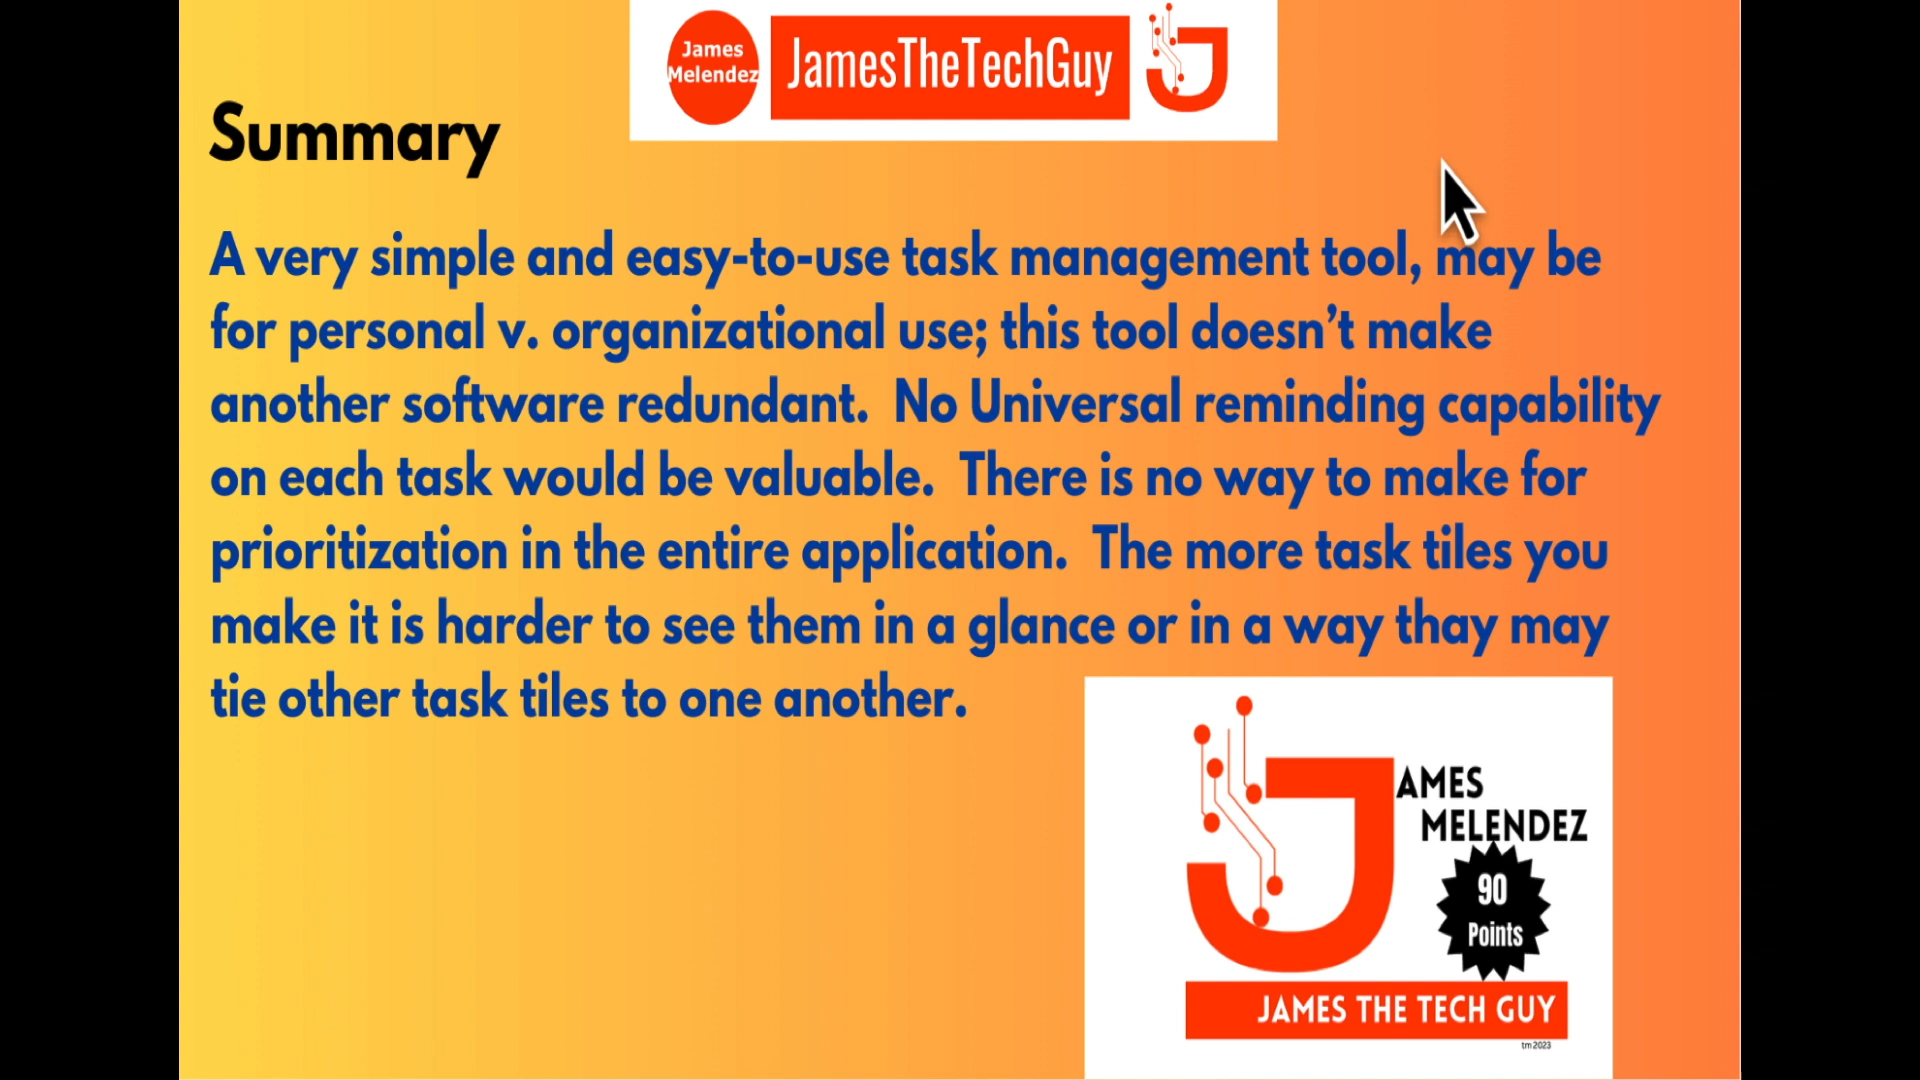 James
Melendez
JamesTheTechGuy
Summary
A very simple and easy-to-use task management tool, may be
for personal v. organizational use; this tool doesn’t make
another software redundant.  No Universal reminding capability
on each task would be valuable.  There is no way to make for
prioritization in the entire application.  The more task tiles you
make it is harder to see them in a glance or in a way thay may
tie other task tiles to one another.
JAMES
MELENDEZ
90
Points
JAMES THE TECH GUY
tm 2023